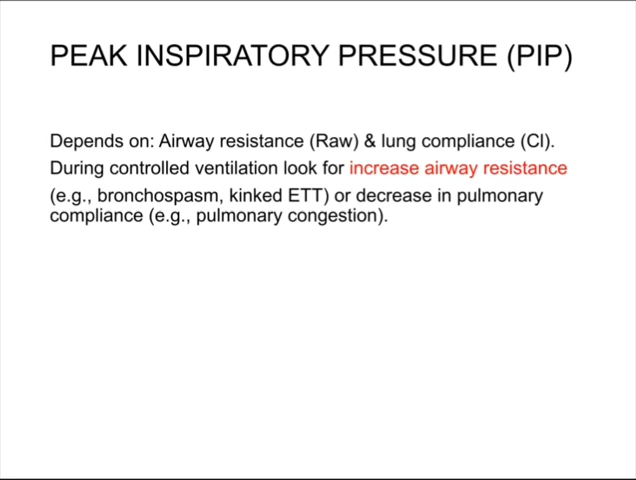 PEAK INSPIRATORY PRESSURE (PIP)
Depends on: Airway resistance (Raw) & lung compliance (Cl).
During controlled ventilation look for increase airway resistance
(e.g., bronchospasm, kinked ETT) or decrease in pulmonary
compliance (e.g., pulmonary congestion).